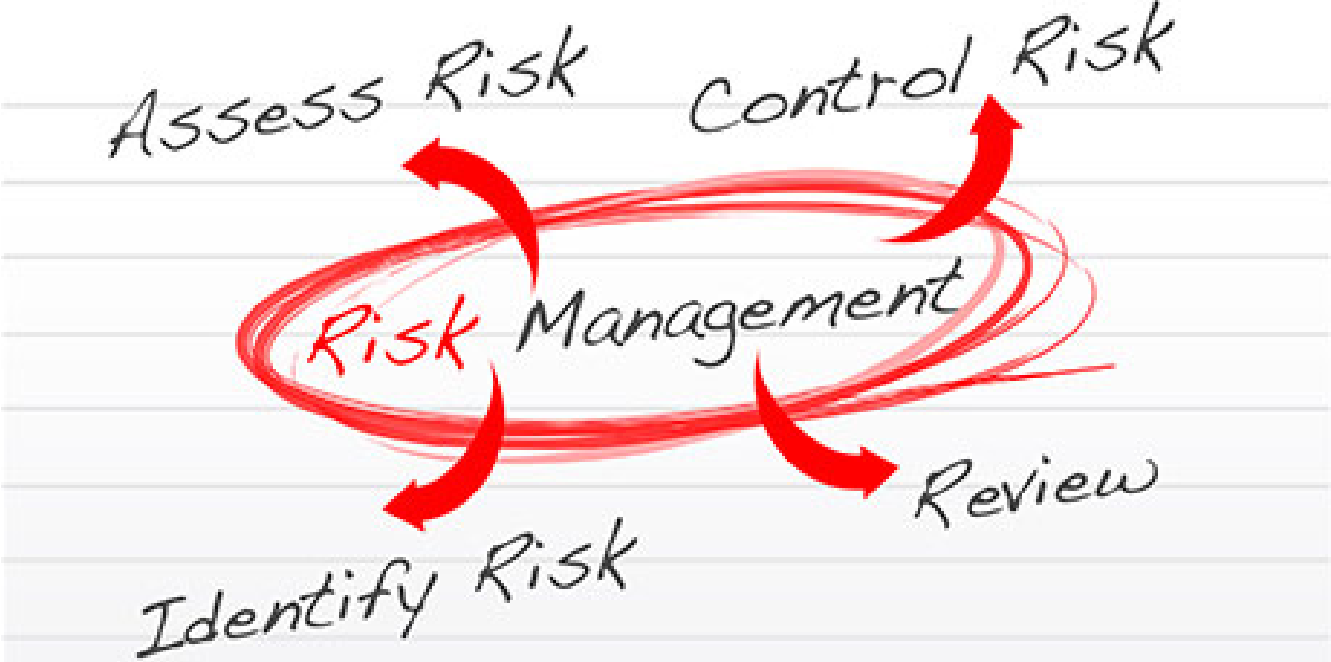 Assess Risk
Control Risk
Risk Management
Review
Identify Risk